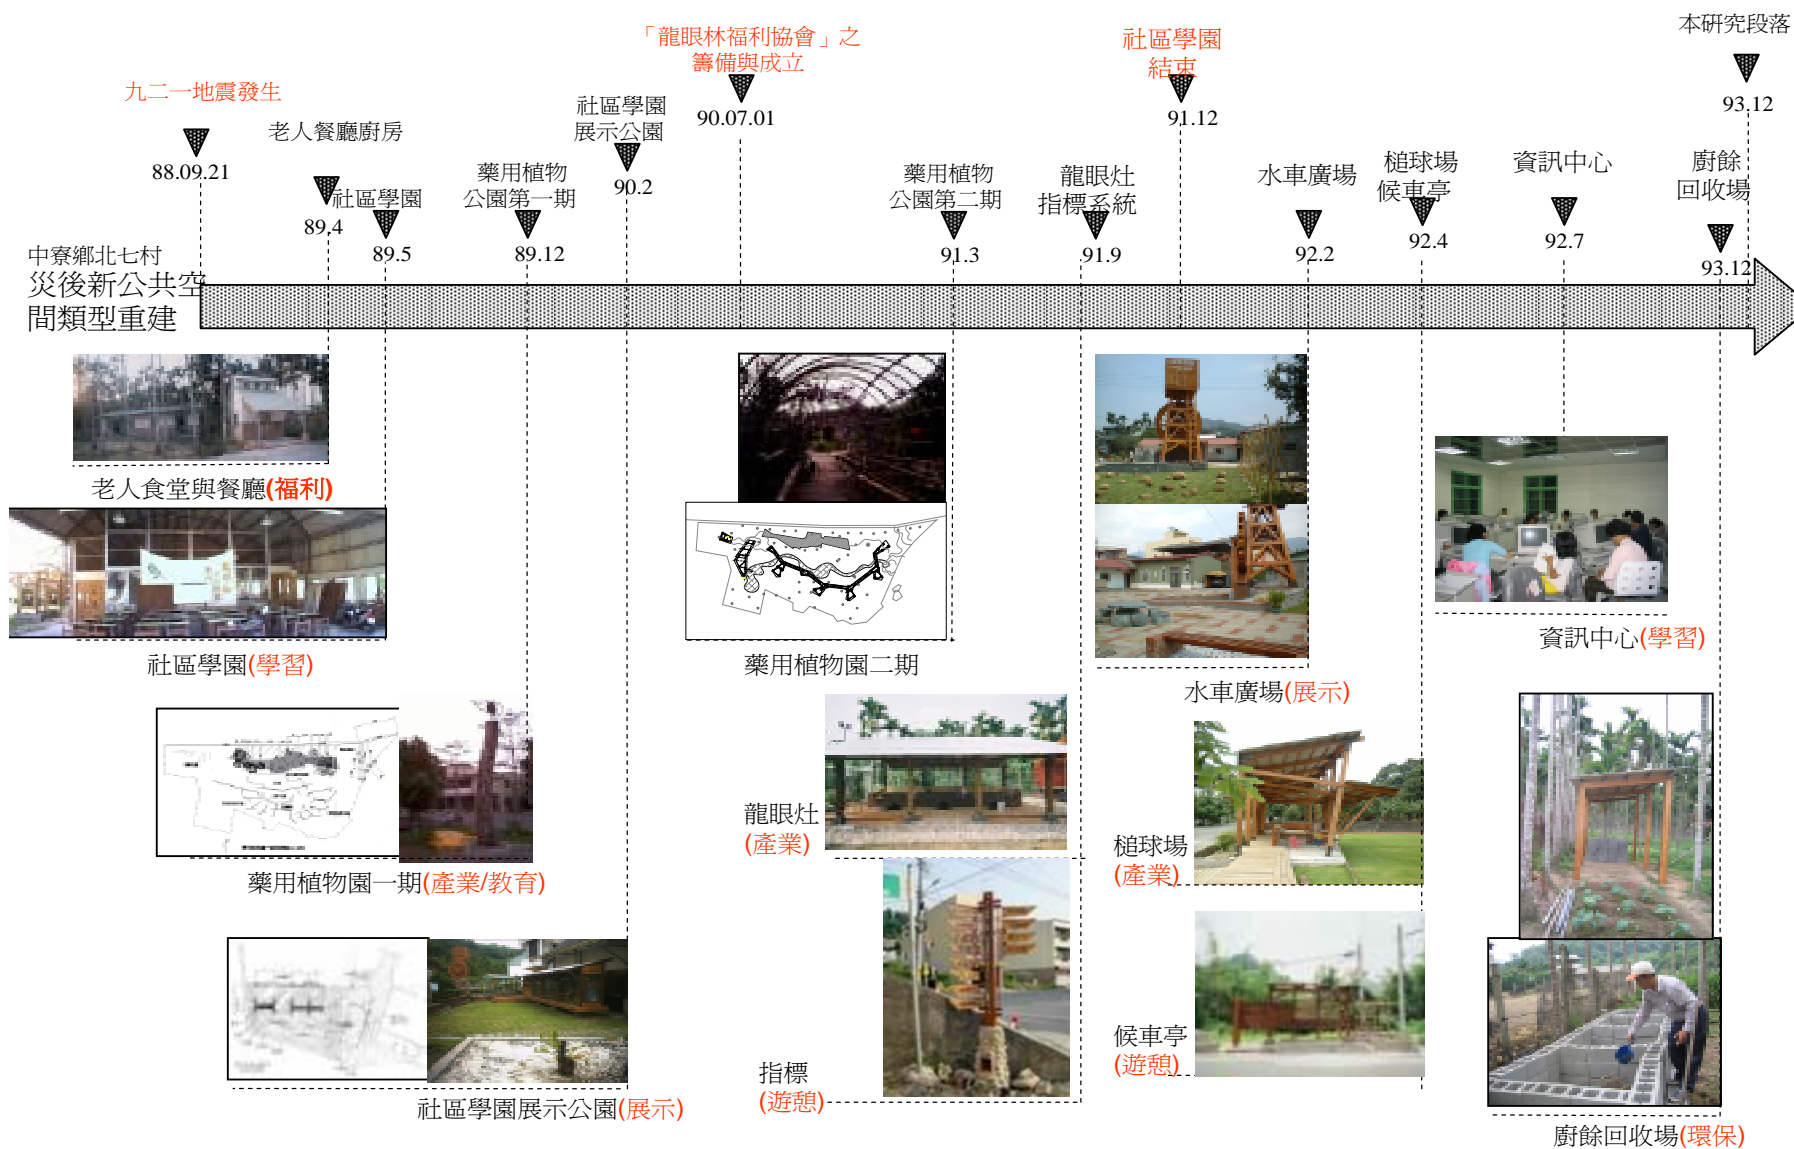 本研究段落
「龍眼林福利協會」之
籌備與成立
社區學園
結束
九二一地震發生
社區學園
展示公園
老人餐廳廚房
93.12
90.07.01
91.12
88.09.21
藥用植物
公園第一期
90.2
藥用植物
公園第二期
龍眼灶
指標系統
水車廣場
槌球場
候車亭
資訊中心
廚餘
回收場
社區學園
89.4
89.5
89.12
91.3
91.9
92.2
92.4
92.7
93.12
中寮鄉北七村
災後新公共空
間類型重建
老人食堂與餐廳(福利)
社區學園(學習)
藥用植物園二期
資訊中心(學習)
水車廣場(展示)
龍眼灶
(產業)
槌球場
(產業)
藥用植物園一期(產業/教育)
候車亭
(遊憩)
指標
(遊憩)
社區學園展示公園(展示)
廚餘回收場(環保)